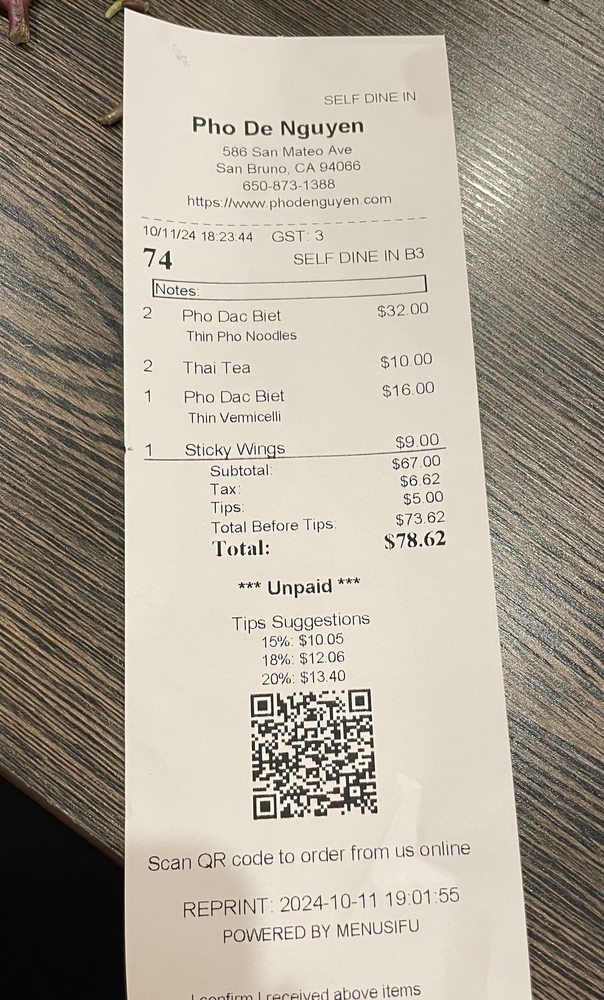 SELF DINE IN
Pho De Nguyen
586 San Mateo Ave
San Bruno, CA 94066
650-873-1388
https://www.phodenguyen.com
10/11/24 18:23:44 GST: 3
74 SELF DINE IN B3
Notes:
2 Pho Dac Biet $32.00
Thin Pho Noodles
2 Thai Tea $10.00
1 Pho Dac Biet $16.00
Thin Vermicelli
1 Sticky Wings $9.00
Subtotal: $67.00
Tax: $6.62
Tips: $5.00
Total Before Tips: $73.62
Total: $78.62
*** Unpaid ***
Tips Suggestions
15%: $10.05
18%: $12.06
20%: $13.40
Scan QR code to order from us online
REPRINT: 2024-10-11 19:01:55
POWERED BY MENUSIFU
I confirm I received above items